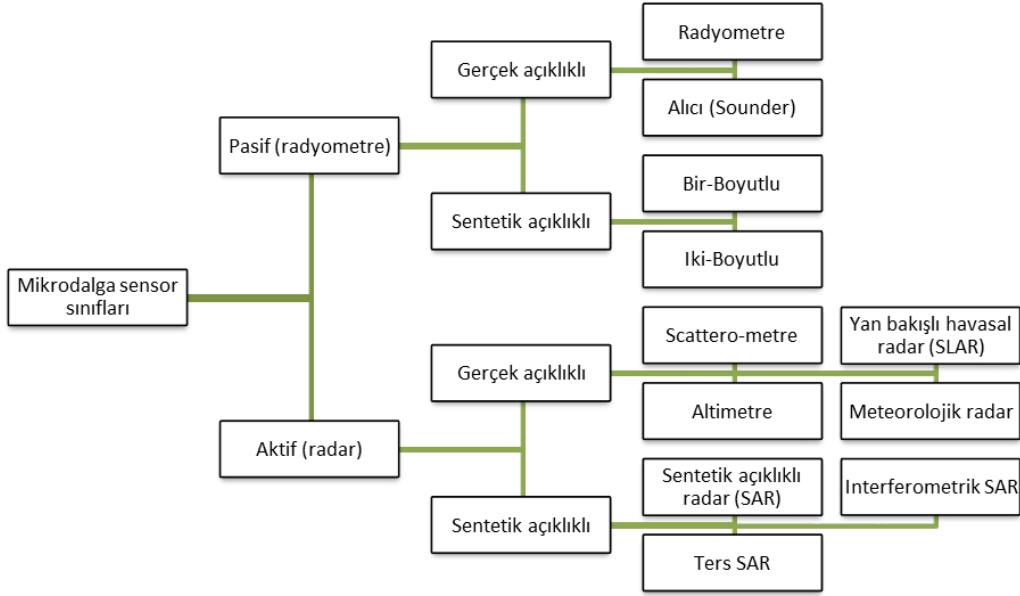 Mikrodalga sensor
sınıfları
Pasif (radyometre)
Gerçek açıklıklı
Radyometre
Alıcı (Sounder)
Sentetik açıklıklı
Bir-Boyutlu
Iki-Boyutlu
Aktif (radar)
Gerçek açıklıklı
Scattero-metre
Altimetre
Yan bakışlı havasal
radar (SLAR)
Meteorolojik radar
Sentetik açıklıklı
Sentetik açıklıklı
radar (SAR)
Ters SAR
Interferometrik SAR